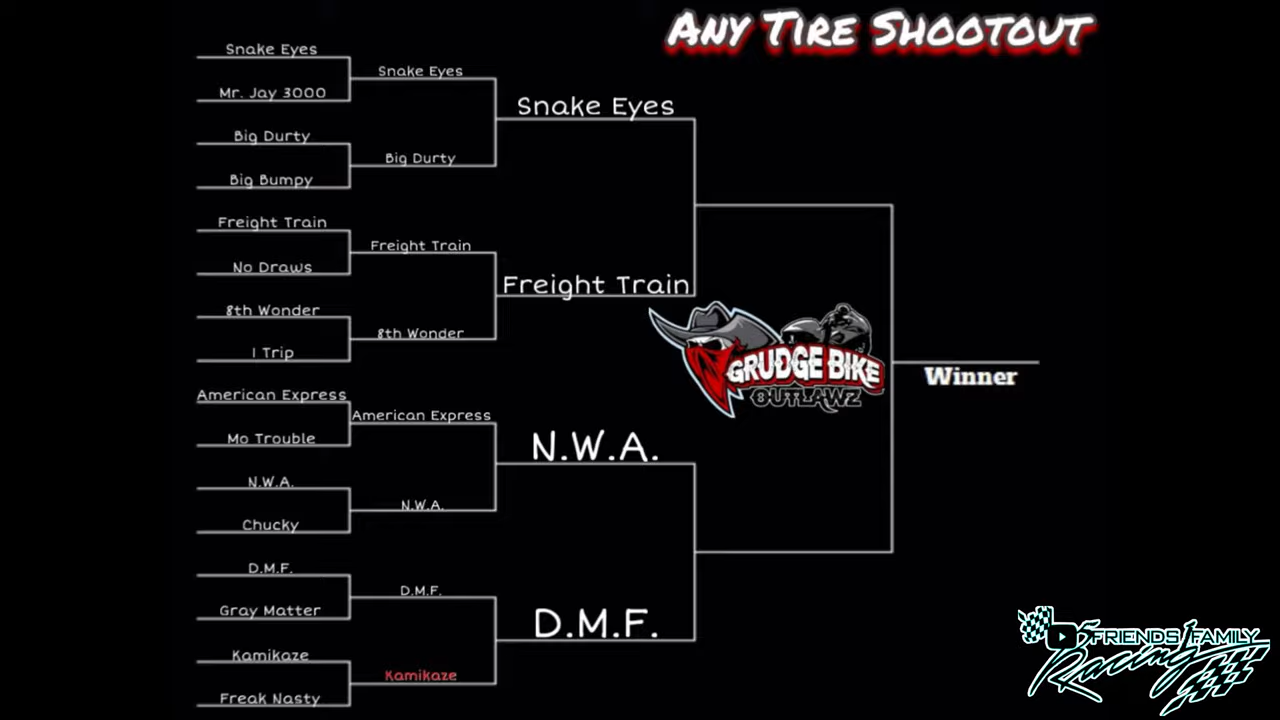 Any Tire Shootout
Snake Eyes
Mr. Jay 3000
Big Durty
Big Bumpy
Freight Train
No Draws
8th Wonder
I Trip
American Express
Mo Trouble
N.W.A.
Chucky
D.M.F.
Gray Matter
Kamikaze
Freak Nasty
Snake Eyes
Big Durty
Freight Train
8th Wonder
American Express
N.W.A.
D.M.F.
Kamikaze
Snake Eyes
Freight Train
N.W.A.
D.M.F.
GRUDGE BIKE
OUTLAWZ
Winner
5 FRIENDS 1 FAMILY
Racing